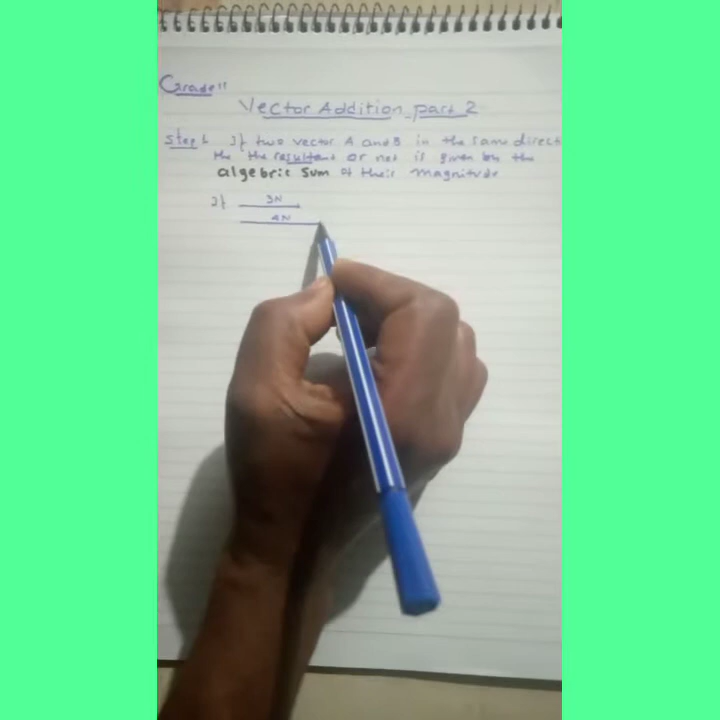 Grade 11
Vector Addition part 2
Step 1 If two vector A and B in the same direct
the the resultant or net is given by the
algebric sum of their magnitude
3N
4N